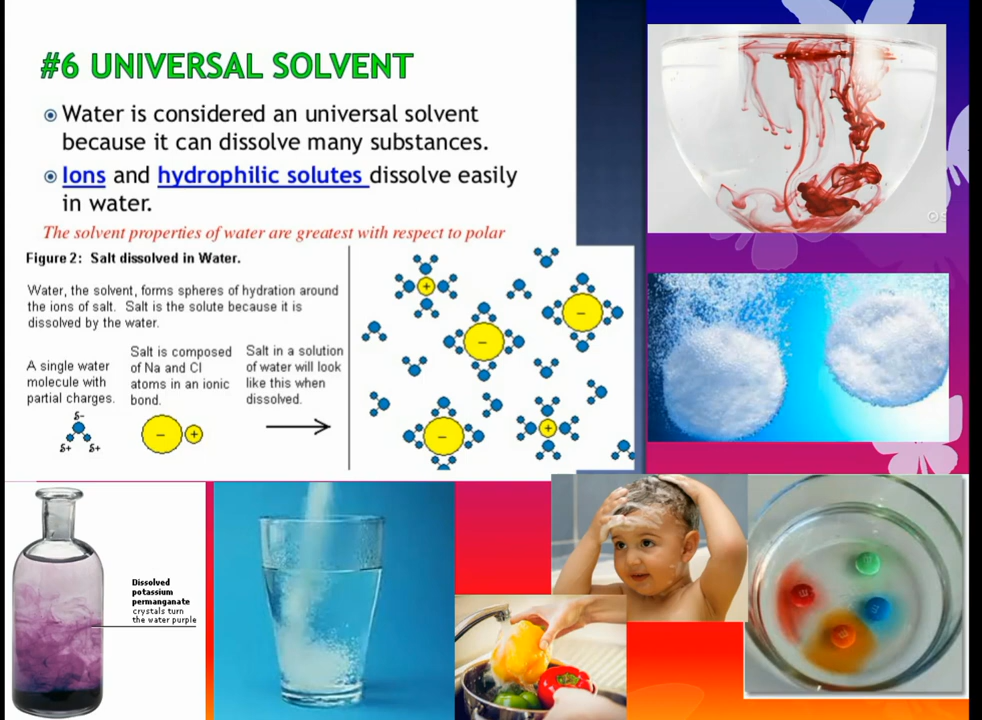 #6 UNIVERSAL SOLVENT
Water is considered an universal solvent
because it can dissolve many substances.
Ions and hydrophilic solutes dissolve easily
in water.
The solvent properties of water are greatest with respect to polar
Figure 2: Salt dissolved in Water.
Water, the solvent, forms spheres of hydration around
the ions of salt. Salt is the solute because it is
dissolved by the water.
A single water
molecule with
partial charges.
δ-
δ+ δ+
Salt is composed
of Na and Cl
atoms in an ionic
bond.
- +
Salt in a solution
of water will look
like this when
dissolved.
+
-
-
-
+
Dissolved
potassium
permanganate
crystals turn
the water purple